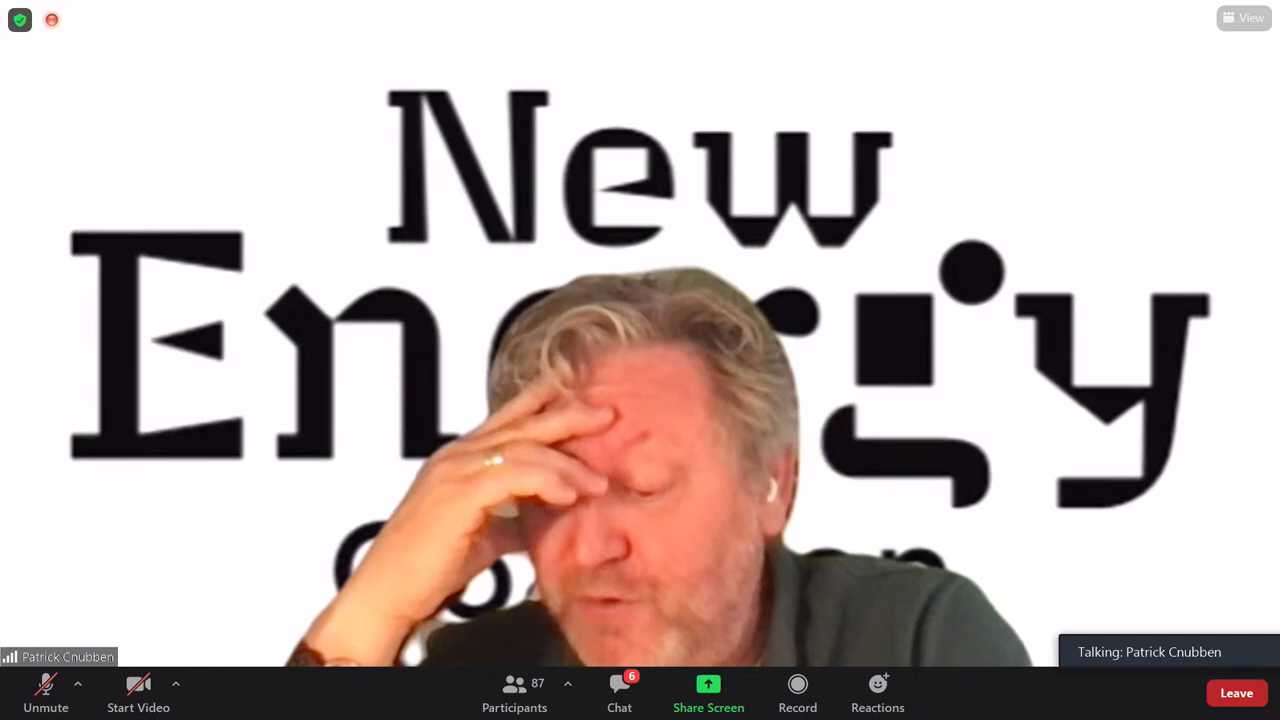 View
New
Energy
Patrick Cnubben
Talking: Patrick Cnubben
87
6
Unmute
Start Video
Participants
Chat
Share Screen
Record
Reactions
Leave